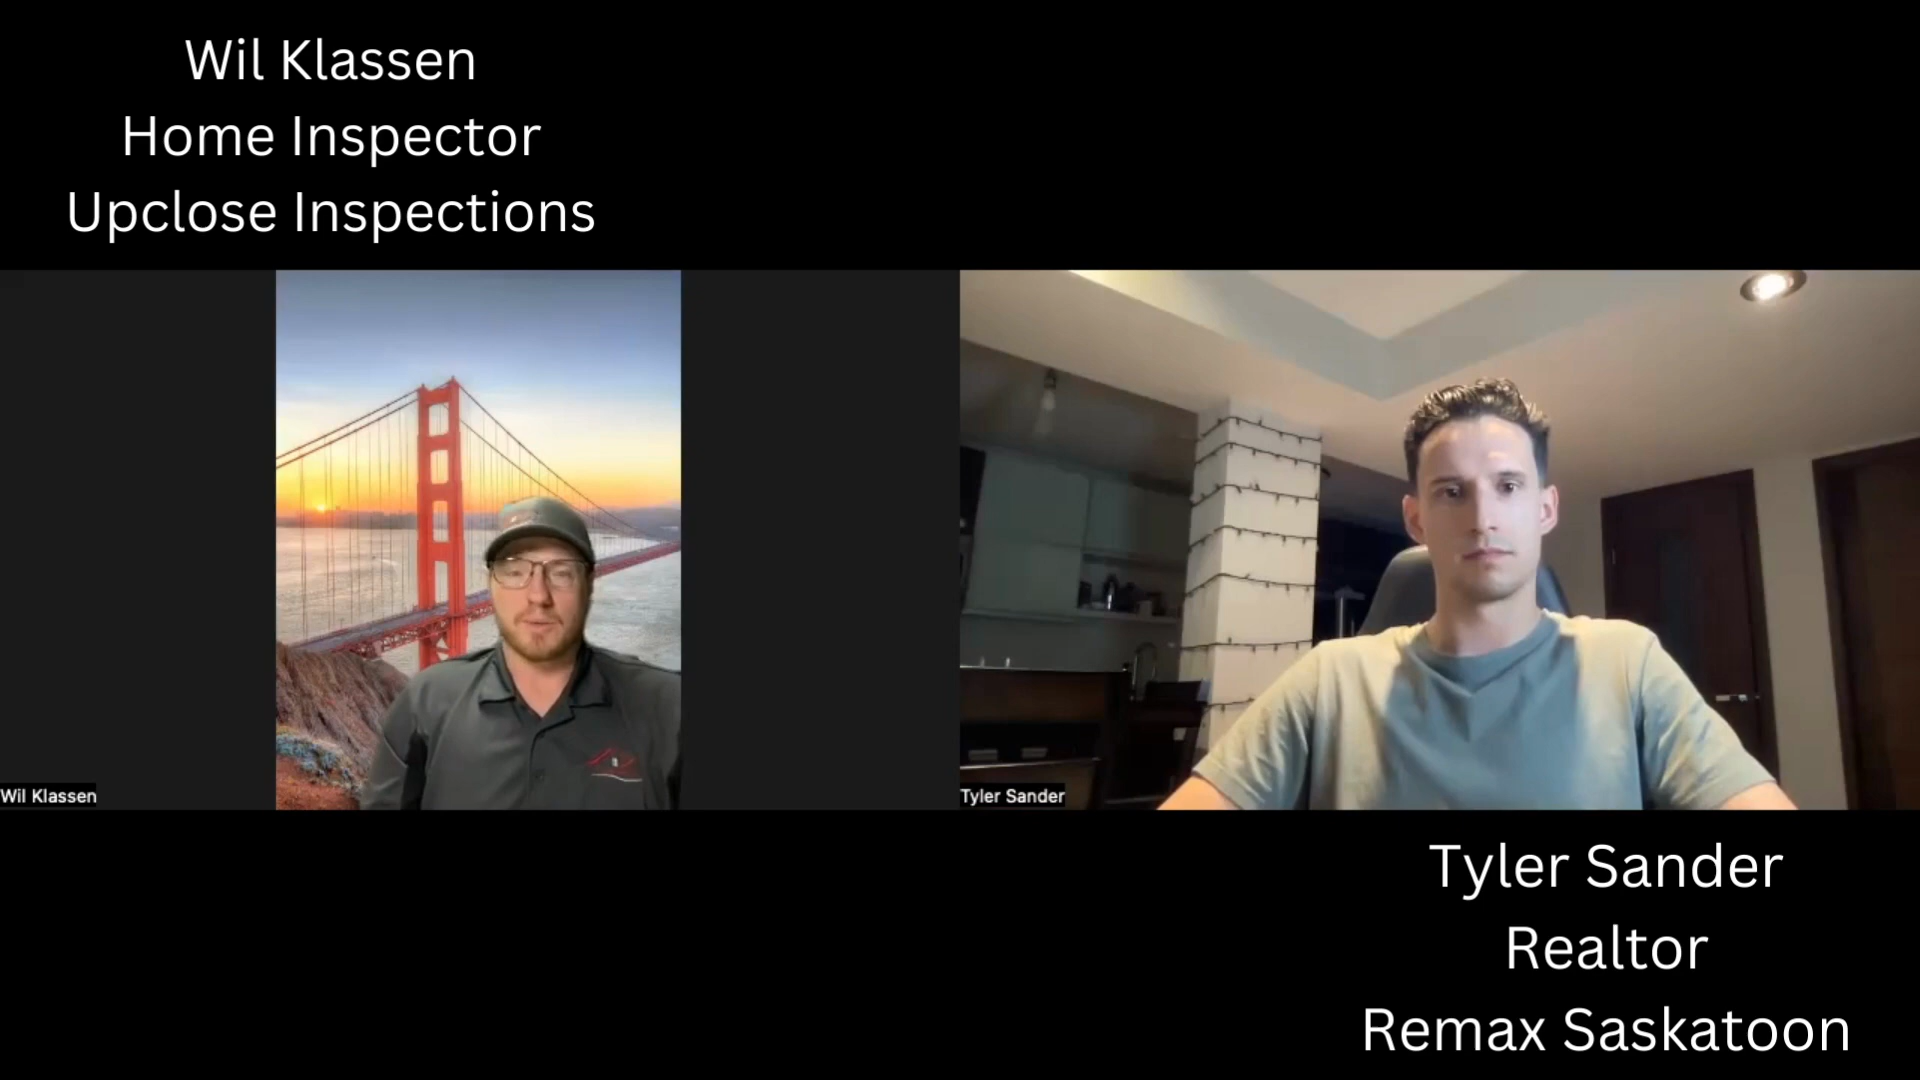 Wil Klassen
Home Inspector
Upclose Inspections
Wil Klassen
Tyler Sander
Tyler Sander
Realtor
Remax Saskatoon